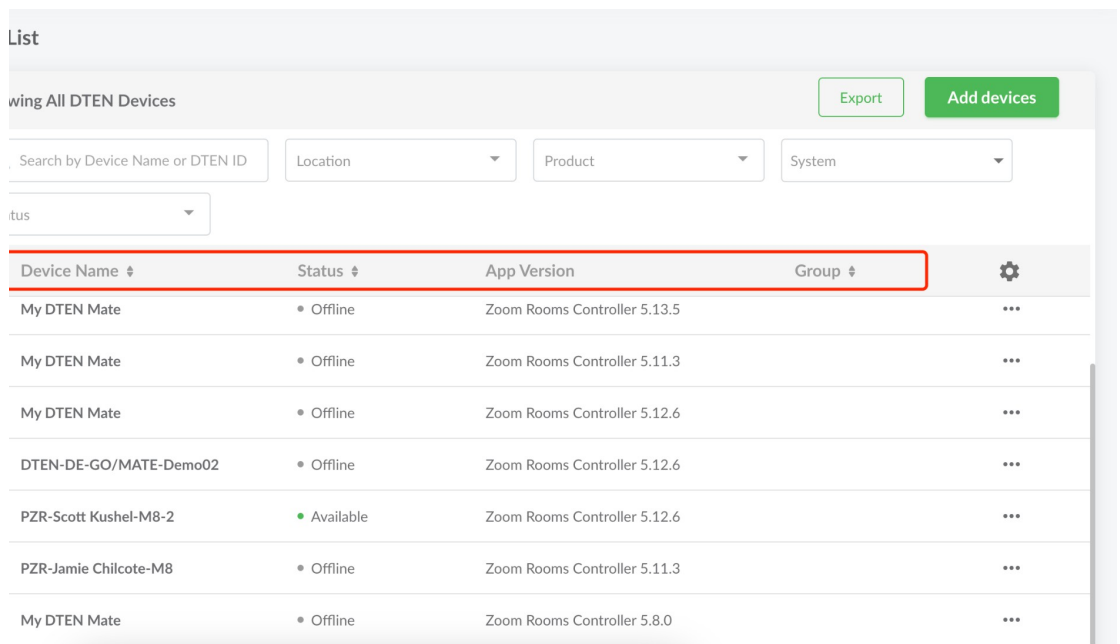 List
wing All DTEN Devices
Export
Add devices
Search by Device Name or DTEN ID
Location
Product
System
tus
Device Name Status App Version Group
My DTEN Mate Offline Zoom Rooms Controller 5.13.5
My DTEN Mate Offline Zoom Rooms Controller 5.11.3
My DTEN Mate Offline Zoom Rooms Controller 5.12.6
DTEN-DE-GO/MATE-Demo02 Offline Zoom Rooms Controller 5.12.6
PZR-Scott Kushel-M8-2 Available Zoom Rooms Controller 5.12.6
PZR-Jamie Chilcote-M8 Offline Zoom Rooms Controller 5.11.3
My DTEN Mate Offline Zoom Rooms Controller 5.8.0